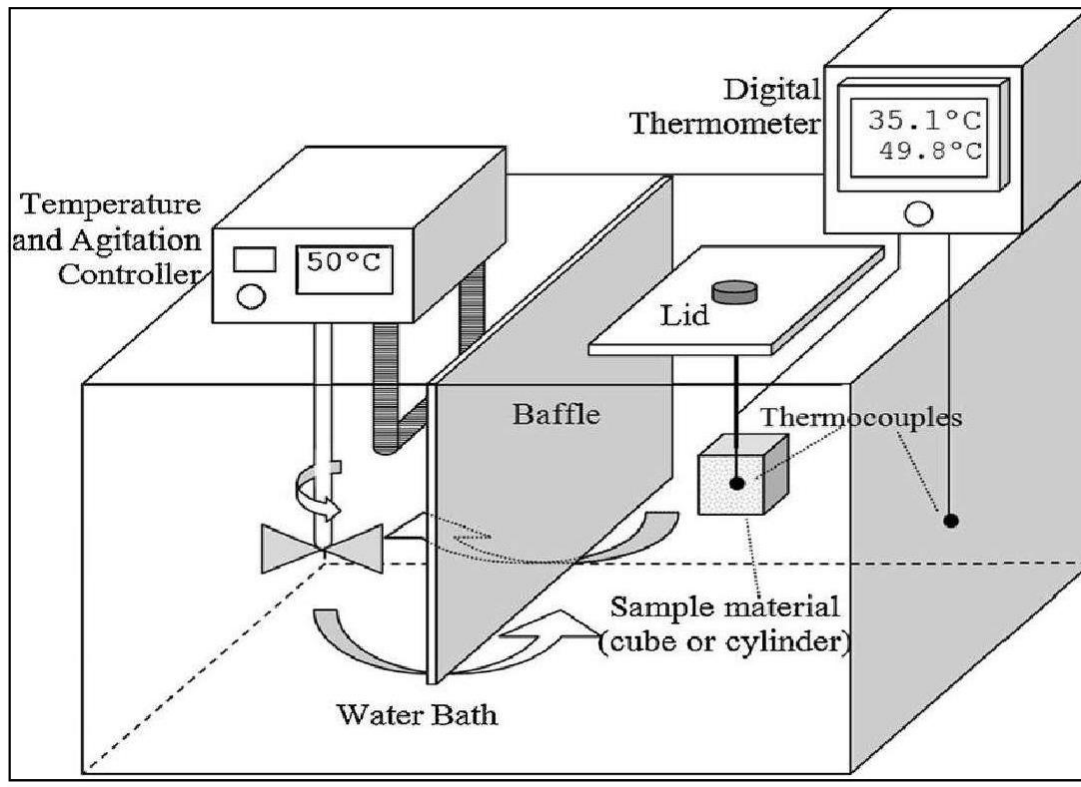 Digital
Thermometer
35.1°C
49.8°C
Temperature
and Agitation
Controller
50°C
Lid
Baffle
Thermocouples
Sample material
(cube or cylinder)
Water Bath